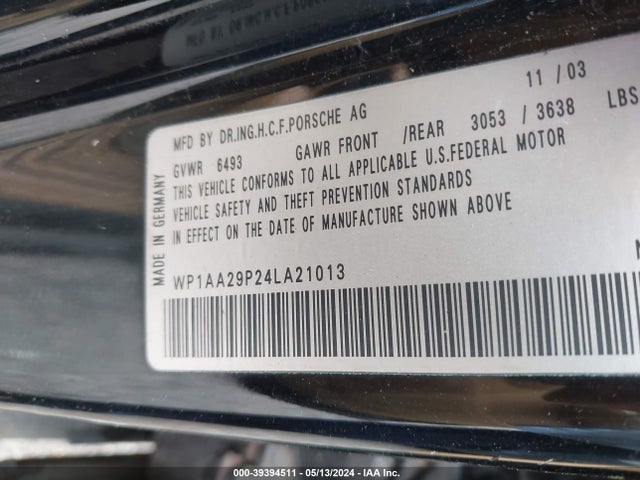 11 / 03
MFD BY DR.ING.H.C.F.PORSCHE AG
GVWR 6493 GAWR FRONT /REAR 3053 / 3638 LBS
THIS VEHICLE CONFORMS TO ALL APPLICABLE U.S.FEDERAL MOTOR
VEHICLE SAFETY AND THEFT PREVENTION STANDARDS
IN EFFECT ON THE DATE OF MANUFACTURE SHOWN ABOVE
MADE IN GERMANY
WP1AA29P24LA21013
000-39394511 - 05/13/2024 - IAA Inc.